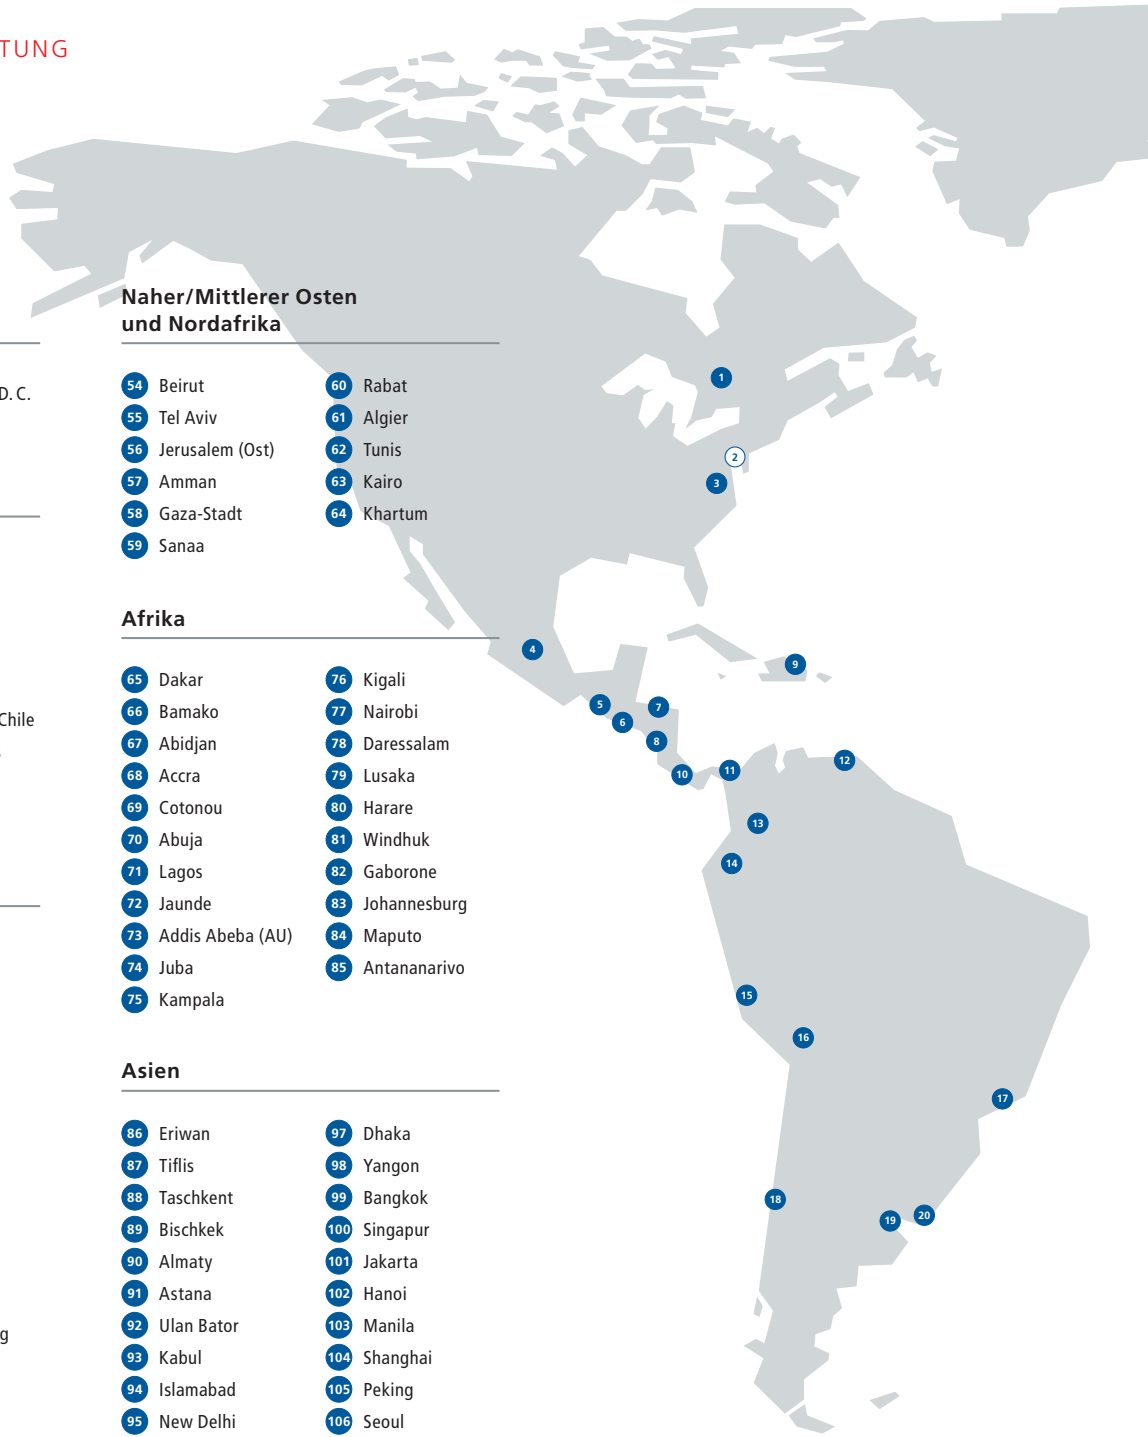 TUNG
D. C.
Chile
g
Naher/Mittlerer Osten
und Nordafrika
54 Beirut
55 Tel Aviv
56 Jerusalem (Ost)
57 Amman
58 Gaza-Stadt
59 Sanaa
60 Rabat
61 Algier
62 Tunis
63 Kairo
64 Khartum
Afrika
65 Dakar
66 Bamako
67 Abidjan
68 Accra
69 Cotonou
70 Abuja
71 Lagos
72 Jaunde
73 Addis Abeba (AU)
74 Juba
75 Kampala
76 Kigali
77 Nairobi
78 Daressalam
79 Lusaka
80 Harare
81 Windhuk
82 Gaborone
83 Johannesburg
84 Maputo
85 Antananarivo
Asien
86 Eriwan
87 Tiflis
88 Taschkent
89 Bischkek
90 Almaty
91 Astana
92 Ulan Bator
93 Kabul
94 Islamabad
95 New Delhi
97 Dhaka
98 Yangon
99 Bangkok
100 Singapur
101 Jakarta
102 Hanoi
103 Manila
104 Shanghai
105 Peking
106 Seoul
1
2
3
4
5
6
7
8
9
10
11
12
13
14
15
16
17
18
19
20